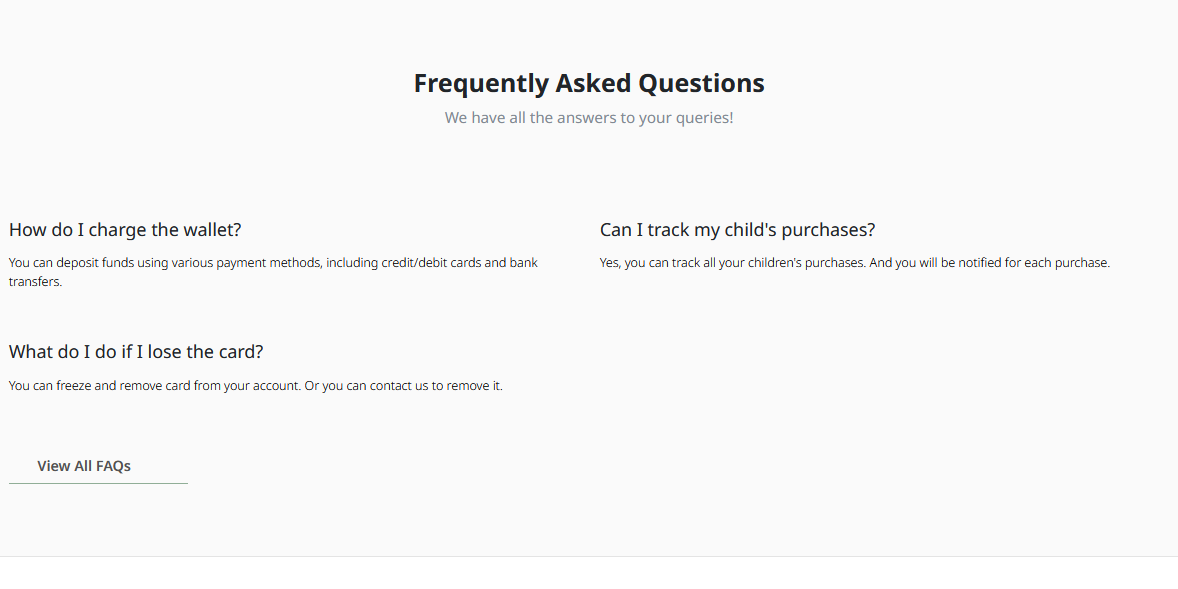 Frequently Asked Questions
We have all the answers to your queries!
How do I charge the wallet?
You can deposit funds using various payment methods, including credit/debit cards and bank
transfers.
Can I track my child's purchases?
Yes, you can track all your children's purchases. And you will be notified for each purchase.
What do I do if I lose the card?
You can freeze and remove card from your account. Or you can contact us to remove it.
View All FAQs